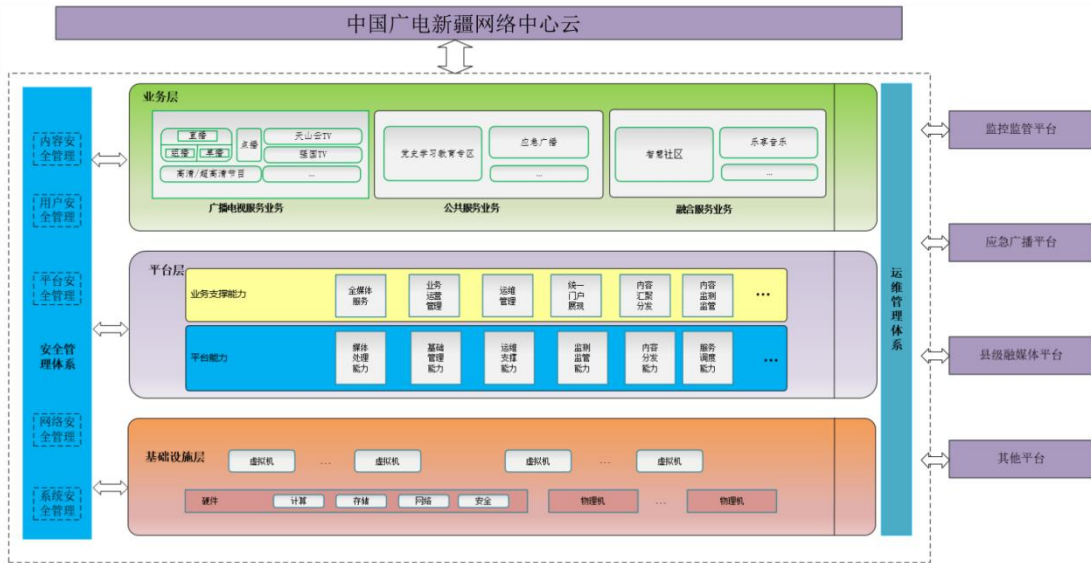 中国广电新疆网络中心云
内容安
全管理
用户安
全管理
平台安
全管理
安全管
理体系
网络安
全管理
系统安
全管理
业务层
直播
组播
单播
点播
高清/超高清节目
天山云TV
强国TV
...
广播电视服务业务
党史学习教育专区
应急广播
...
公共服务业务
智慧社区
乐享音乐
...
融合服务业务
平台层
业务支撑能力
全媒体
服务
业务
运营
管理
运维
管理
统一
门户
展现
内容
汇聚
分发
内容
监测
监管
...
平台能力
媒体
处理
能力
基础
管理
能力
运维
支撑
能力
监测
监管
能力
内容
分发
能力
服务
调度
能力
...
基础设施层
虚拟机
...
虚拟机
虚拟机
...
虚拟机
硬件
计算
存储
网络
安全
物理机
...
物理机
运维管理体系
监控监管平台
应急广播平台
县级融媒体平台
其他平台